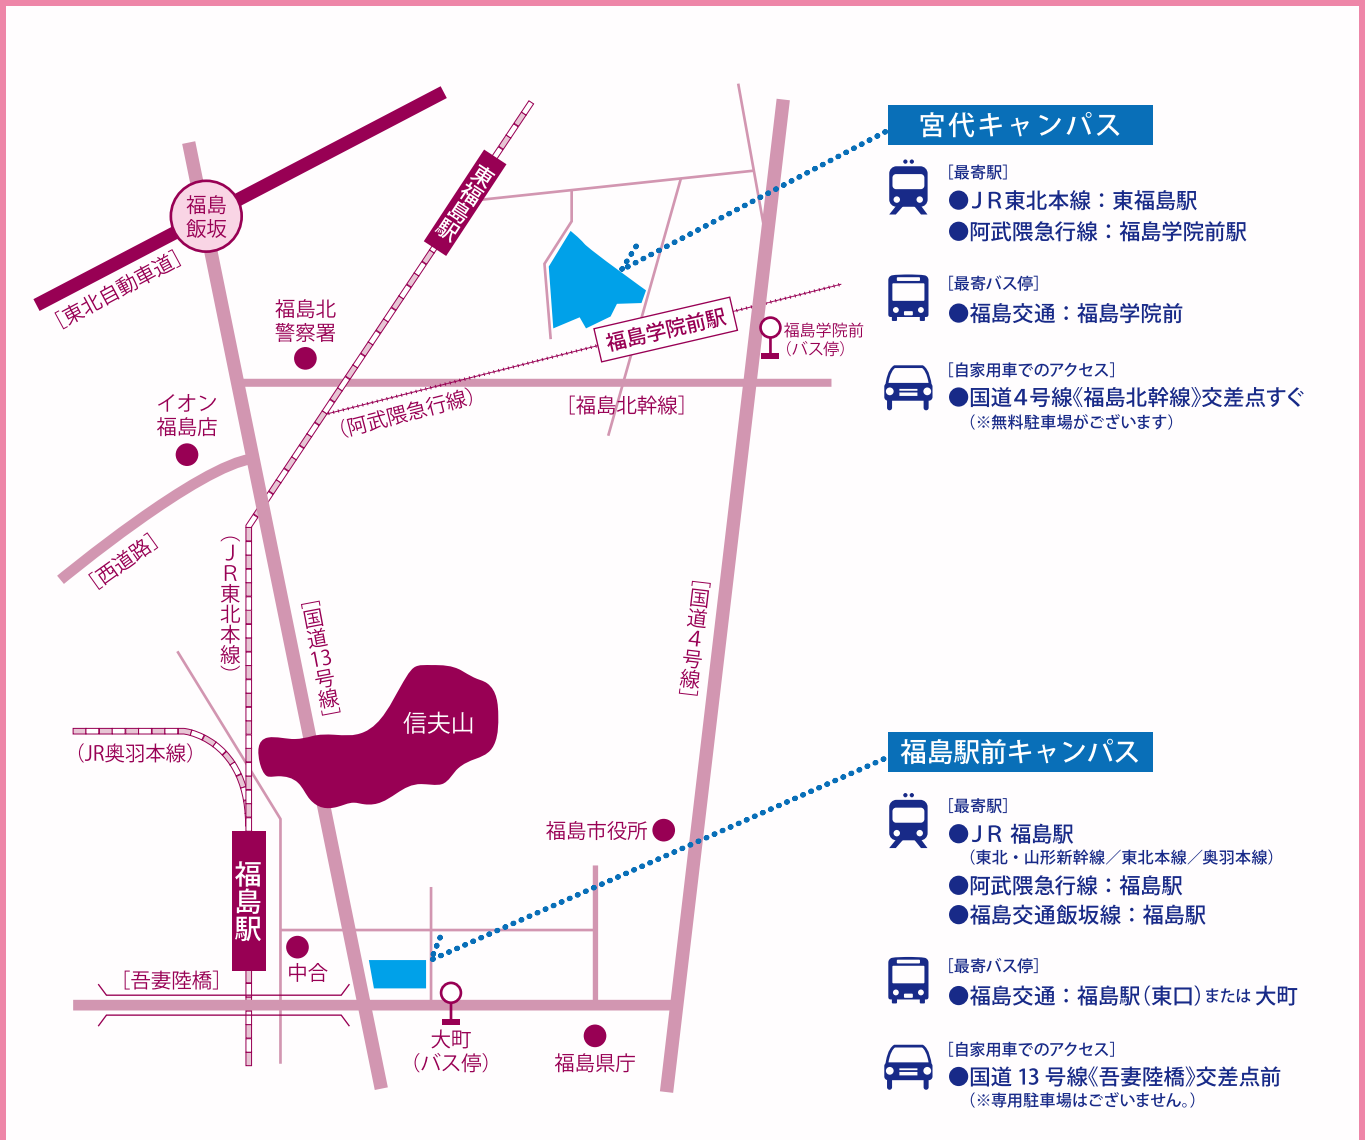 福島
飯坂
［東北自動車道］
東福島駅
福島北
警察署
福島学院前駅
福島学院前
（バス停）
（阿武隈急行線）
［福島北幹線］
イオン
福島店
［西道路］
（ＪＲ東北本線）
［国道13号線］
［国道４号線］
信夫山
（JR奥羽本線）
福島駅
福島市役所
中合
［吾妻陸橋］
大町
（バス停）
福島県庁
宮代キャンパス
［最寄駅］
●ＪＲ東北本線：東福島駅
●阿武隈急行線：福島学院前駅
［最寄バス停］
●福島交通：福島学院前
［自家用車でのアクセス］
●国道４号線《福島北幹線》交差点すぐ
（※無料駐車場がございます）
福島駅前キャンパス
［最寄駅］
●ＪＲ 福島駅
（東北・山形新幹線／東北本線／奥羽本線）
●阿武隈急行線：福島駅
●福島交通飯坂線：福島駅
［最寄バス停］
●福島交通：福島駅（東口）または 大町
［自家用車でのアクセス］
●国道 13 号線《吾妻陸橋》交差点前
（※専用駐車場はございません。）